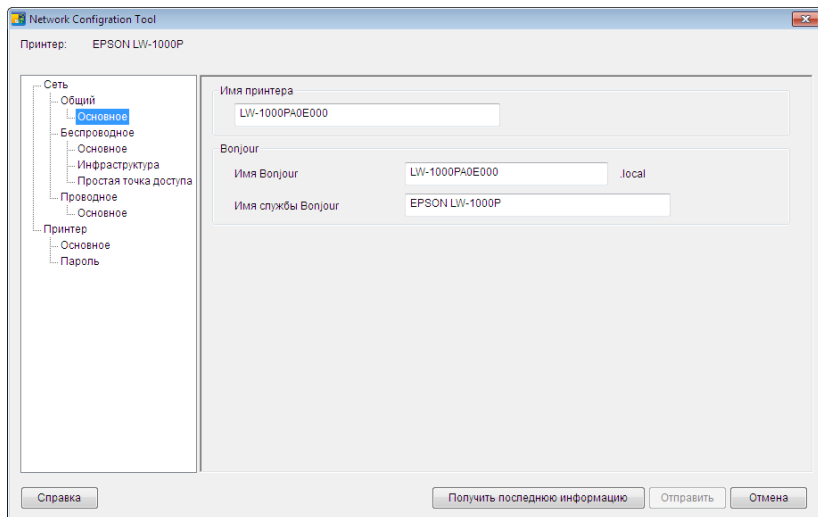 Network Configration Tool
Принтер: EPSON LW-1000P
Сеть
Общий
Основное
Беспроводное
Основное
Инфраструктура
Простая точка доступа
Проводное
Основное
Принтер
Основное
Пароль
Имя принтера
LW-1000PA0E000
Bonjour
Имя Bonjour LW-1000PA0E000 .local
Имя службы Bonjour EPSON LW-1000P
Справка Получить последнюю информацию Отправить Отмена